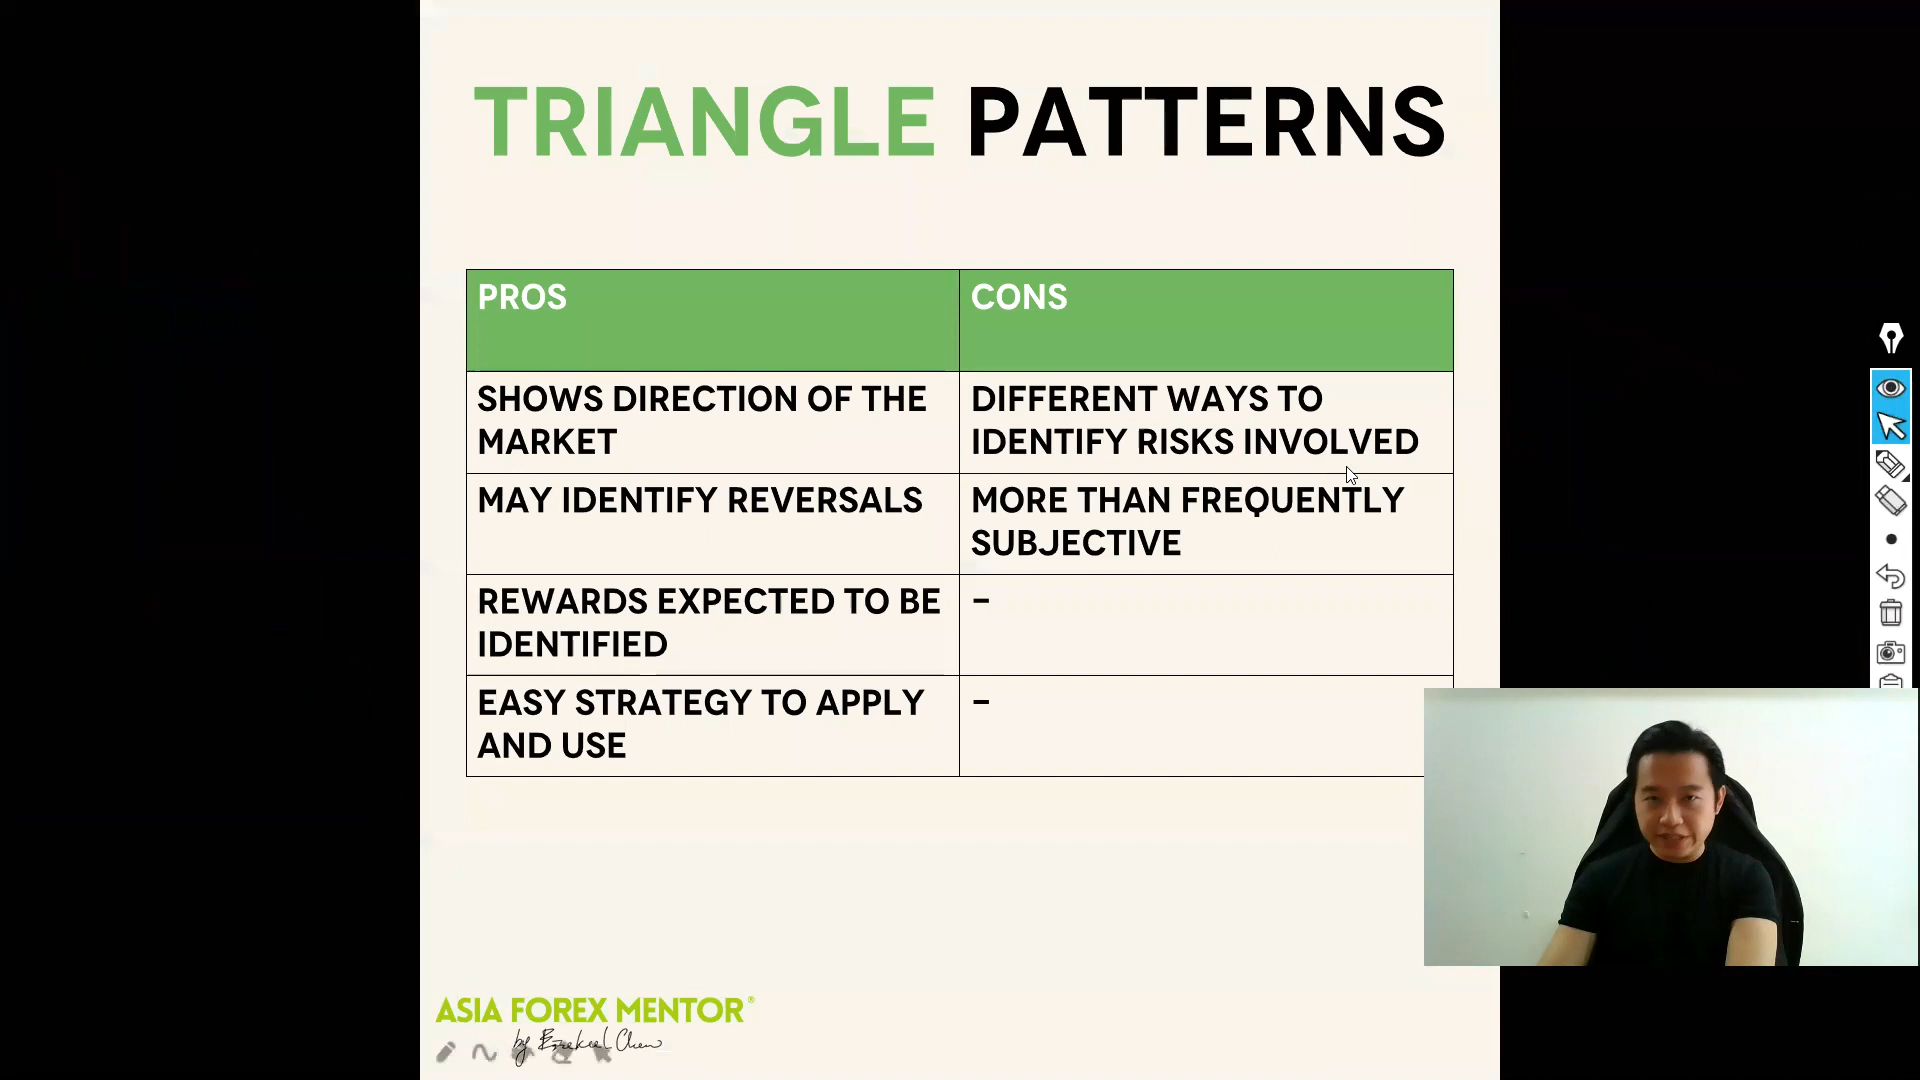 TRIANGLE PATTERNS
PROS
CONS
SHOWS DIRECTION OF THE
MARKET
DIFFERENT WAYS TO
IDENTIFY RISKS INVOLVED
MAY IDENTIFY REVERSALS
MORE THAN FREQUENTLY
SUBJECTIVE
REWARDS EXPECTED TO BE
IDENTIFIED
–
EASY STRATEGY TO APPLY
AND USE
–
ASIA FOREX MENTOR®
by Ezekiel Chew